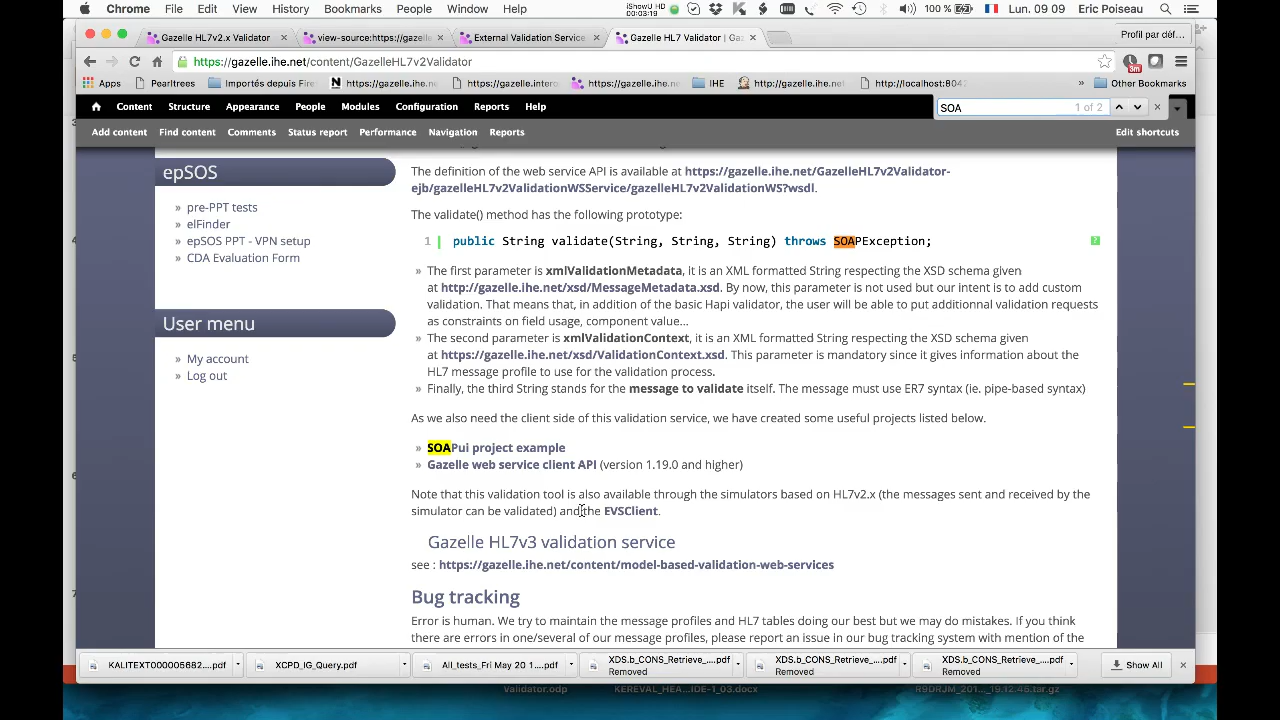 Chrome File Edit View History Bookmarks People Window Help
iShowU HD 00:03:19 100 % Lun. 09 09 Eric Poiseau
Gazelle HL7v2.x Validator view-source:https://gazelle. External Validation Service Gazelle HL7 Validator | Gaz Profil par déf…
https://gazelle.ihe.net/content/GazelleHL7v2Validator 3m
Apps Pearltrees Importés depuis Firef https://gazelle.ihe.net/ https://gazelle.intero https://gazelle.ihe.net/ IHE http://gazelle.ihe.net/ http://localhost:8042 » Other Bookmarks
Content Structure Appearance People Modules Configuration Reports Help
SOA 1 of 2
Add content Find content Comments Status report Performance Navigation Reports Edit shortcuts
epSOS
» pre-PPT tests
» elFinder
» epSOS PPT - VPN setup
» CDA Evaluation Form
User menu
» My account
» Log out
The definition of the web service API is available at https://gazelle.ihe.net/GazelleHL7v2Validator-
ejb/gazelleHL7v2ValidationWSService/gazelleHL7v2ValidationWS?wsdl.
The validate() method has the following prototype:
1 public String validate(String, String, String) throws SOAPException; ?
» The first parameter is xmlValidationMetadata, it is an XML formatted String respecting the XSD schema given
at http://gazelle.ihe.net/xsd/MessageMetadata.xsd. By now, this parameter is not used but our intent is to add custom
validation. That means that, in addition of the basic Hapi validator, the user will be able to put additionnal validation requests
as constraints on field usage, component value...
» The second parameter is xmlValidationContext, it is an XML formatted String respecting the XSD schema given
at https://gazelle.ihe.net/xsd/ValidationContext.xsd. This parameter is mandatory since it gives information about the
HL7 message profile to use for the validation process.
» Finally, the third String stands for the message to validate itself. The message must use ER7 syntax (ie. pipe-based syntax)
As we also need the client side of this validation service, we have created some useful projects listed below.
» SOAPui project example
» Gazelle web service client API (version 1.19.0 and higher)
Note that this validation tool is also available through the simulators based on HL7v2.x (the messages sent and received by the
simulator can be validated) and the EVSClient.
Gazelle HL7v3 validation service
see : https://gazelle.ihe.net/content/model-based-validation-web-services
Bug tracking
Error is human. We try to maintain the message profiles and HL7 tables doing our best but we may do mistakes. If you think
there are errors in one/several of our message profiles, please report an issue in our bug tracking system with mention of the
KALITEXT000006682....pdf XCPD_IG_Query.pdf All_tests_Fri May 20 1....pdf XDS.b_CONS_Retrieve_....pdf XDS.b_CONS_Retrieve_....pdf XDS.b_CONS_Retrieve_....pdf Show All
Removed Removed Removed
Validator.odp KEREVAL_HEA...IDE-1_03.docx R9DRJM_201..._19.12.45.tar.gz